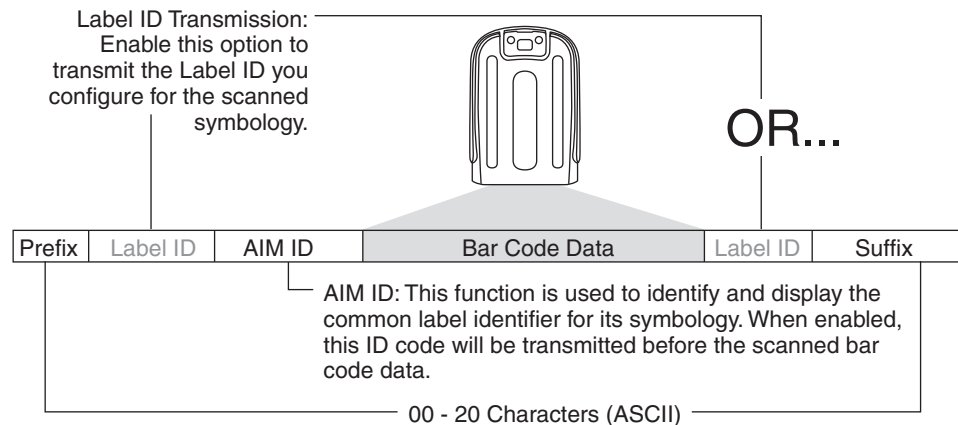 Label ID Transmission:
Enable this option to
transmit the Label ID you
configure for the scanned
symbology.
OR...
Prefix Label ID AIM ID Bar Code Data Label ID Suffix
AIM ID: This function is used to identify and display the
common label identifier for its symbology. When enabled,
this ID code will be transmitted before the scanned bar
code data.
00 - 20 Characters (ASCII)